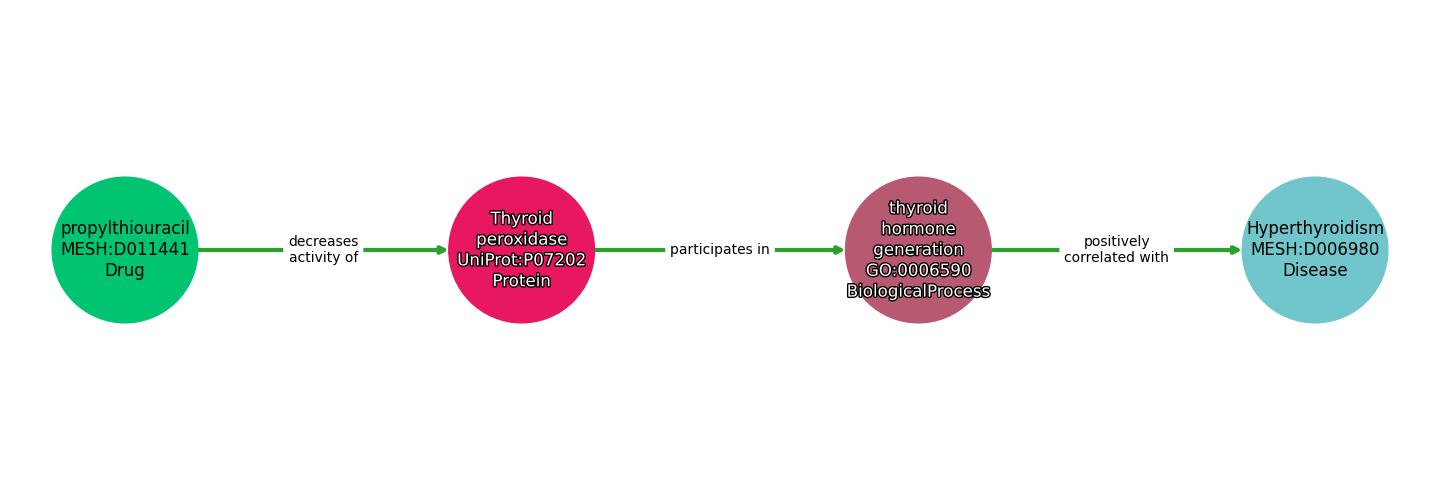 propylthiouracil
MESH:D011441
Drug
decreases
activity of
Thyroid
peroxidase
UniProt:P07202
Protein
participates in
thyroid
hormone
generation
GO:0006590
BiologicalProcess
positively
correlated with
Hyperthyroidism
MESH:D006980
Disease